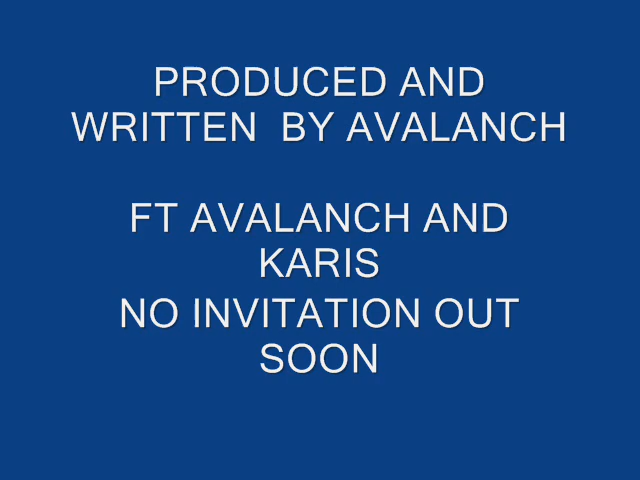 PRODUCED AND
WRITTEN BY AVALANCH
FT AVALANCH AND
KARIS
NO INVITATION OUT
SOON